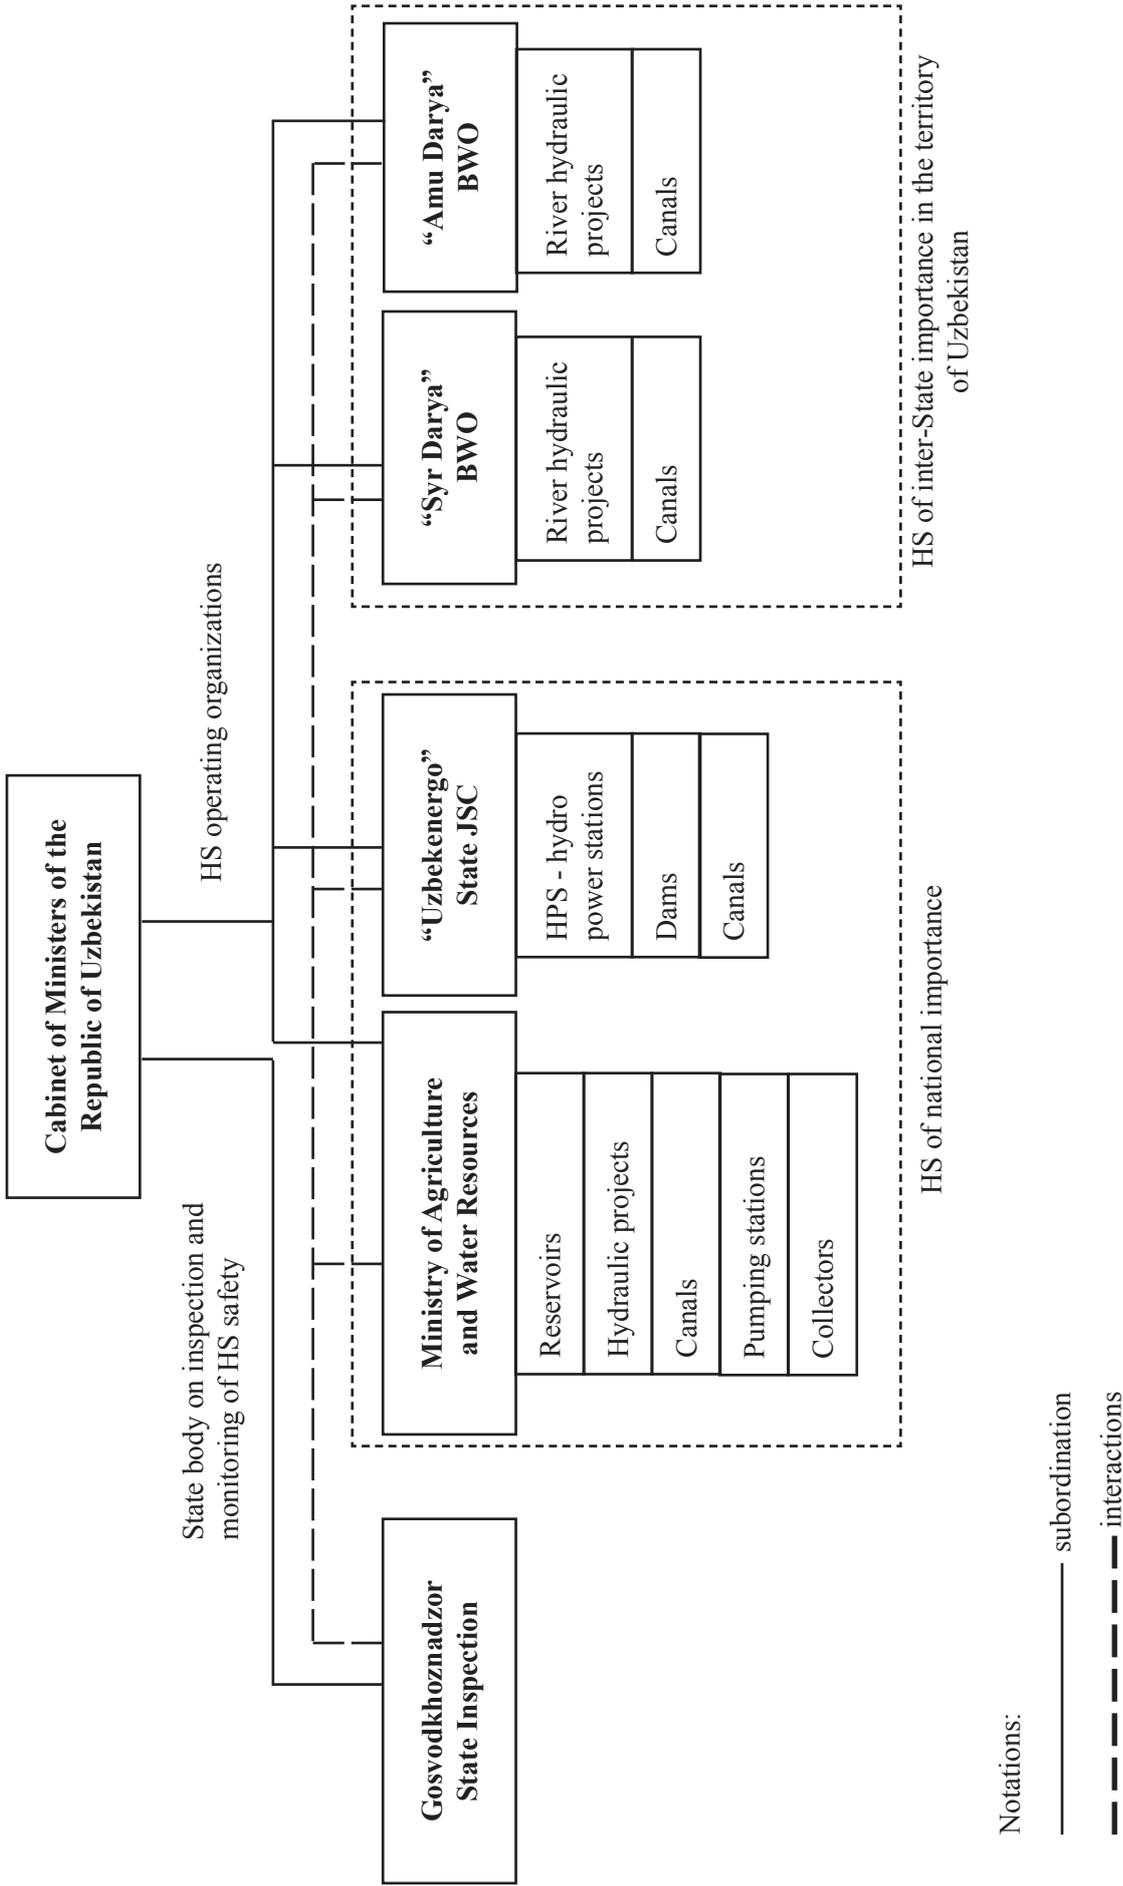 Cabinet of Ministers of the
Republic of Uzbekistan
State body on inspection and
monitoring of HS safety
HS operating organizations
Gosvodkhoznadzor
State Inspection
Ministry of Agriculture
and Water Resources
Reservoirs
Hydraulic projects
Canals
Pumping stations
Collectors
“Uzbekenergo”
State JSC
HPS - hydro
power stations
Dams
Canals
HS of national importance
“Syr Darya”
BWO
River hydraulic
projects
Canals
“Amu Darya”
BWO
River hydraulic
projects
Canals
HS of inter-State importance in the territory
of Uzbekistan
Notations:
subordination
interactions